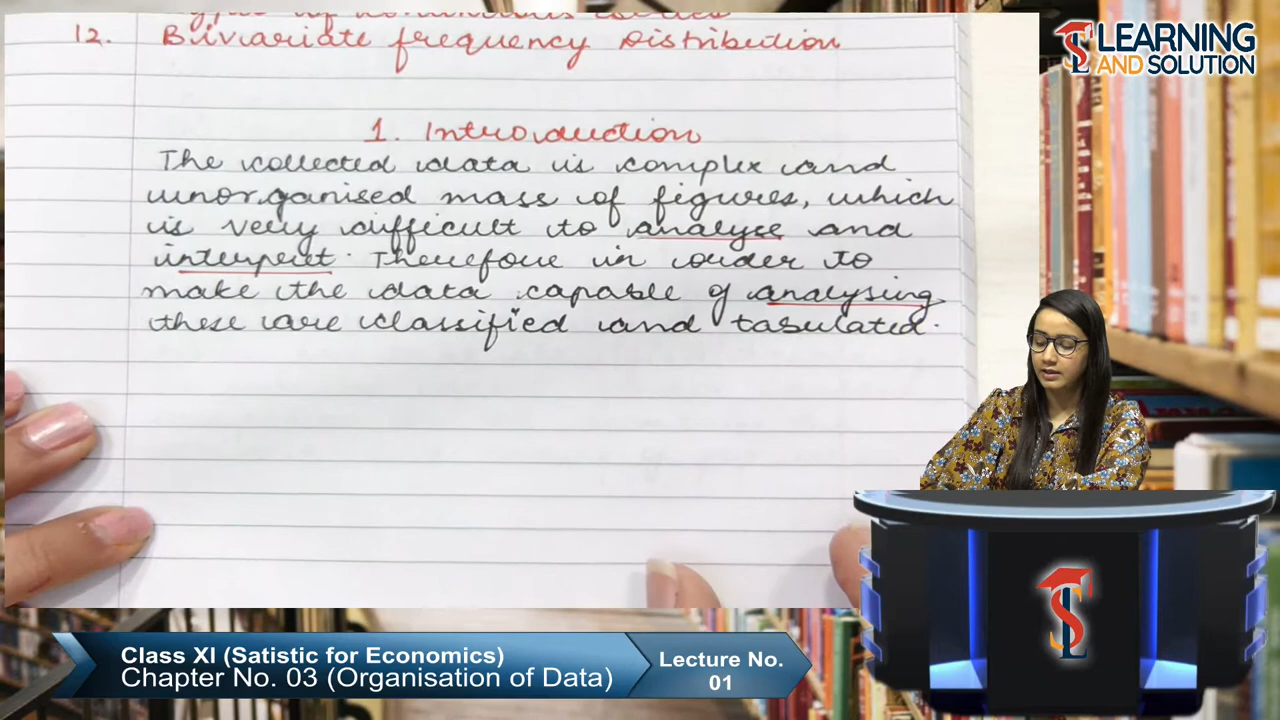 12. Bivariate frequency Distribution
1. Introduction
The collected data is complex and
unorganised mass of figures, which
is very difficult to analyse and
interpret. Therefore in order to
make the data capable of analysing
these are classified and tabulated.
LEARNING
AND SOLUTION
Class XI (Satistic for Economics)
Chapter No. 03 (Organisation of Data)
Lecture No.
01